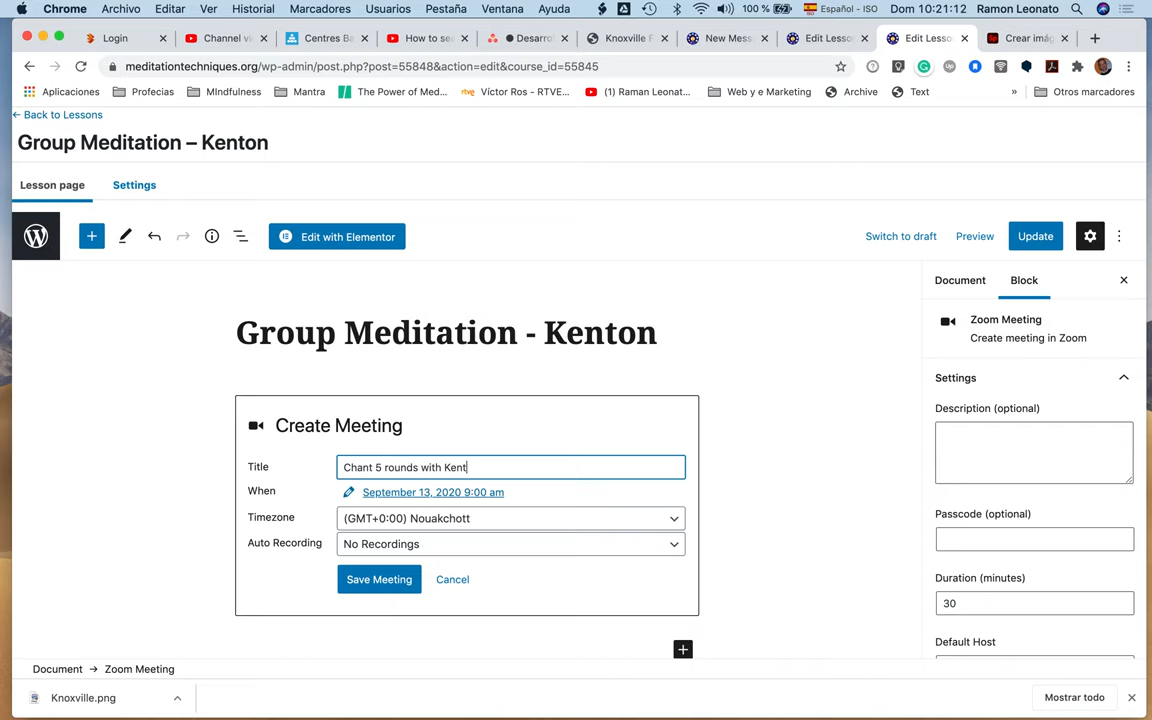 Chrome Archivo Editar Ver Historial Marcadores Usuarios Pestaña Ventana Ayuda 100 % Español - ISO Dom 10:21:12 Ramon Leonato
Login Channel vi Centres Ba How to se Desarro Knoxville F New Mess Edit Lesso Edit Lesso Crear imág
meditationtechniques.org/wp-admin/post.php?post=55848&action=edit&course_id=55845
Aplicaciones Profecias MIndfulness Mantra The Power of Med... Víctor Ros - RTVE... (1) Raman Leonat... Web y e Marketing Archive Text » Otros marcadores
← Back to Lessons
Group Meditation – Kenton
Lesson page Settings
Edit with Elementor Switch to draft Preview Update
Document Block
Group Meditation - Kenton
Zoom Meeting
Create meeting in Zoom
Settings
Create Meeting
Description (optional)
Title Chant 5 rounds with Kent
When September 13, 2020 9:00 am
Timezone (GMT+0:00) Nouakchott
Passcode (optional)
Auto Recording No Recordings
Save Meeting Cancel
Duration (minutes)
30
Default Host
Document → Zoom Meeting
Knoxville.png Mostrar todo